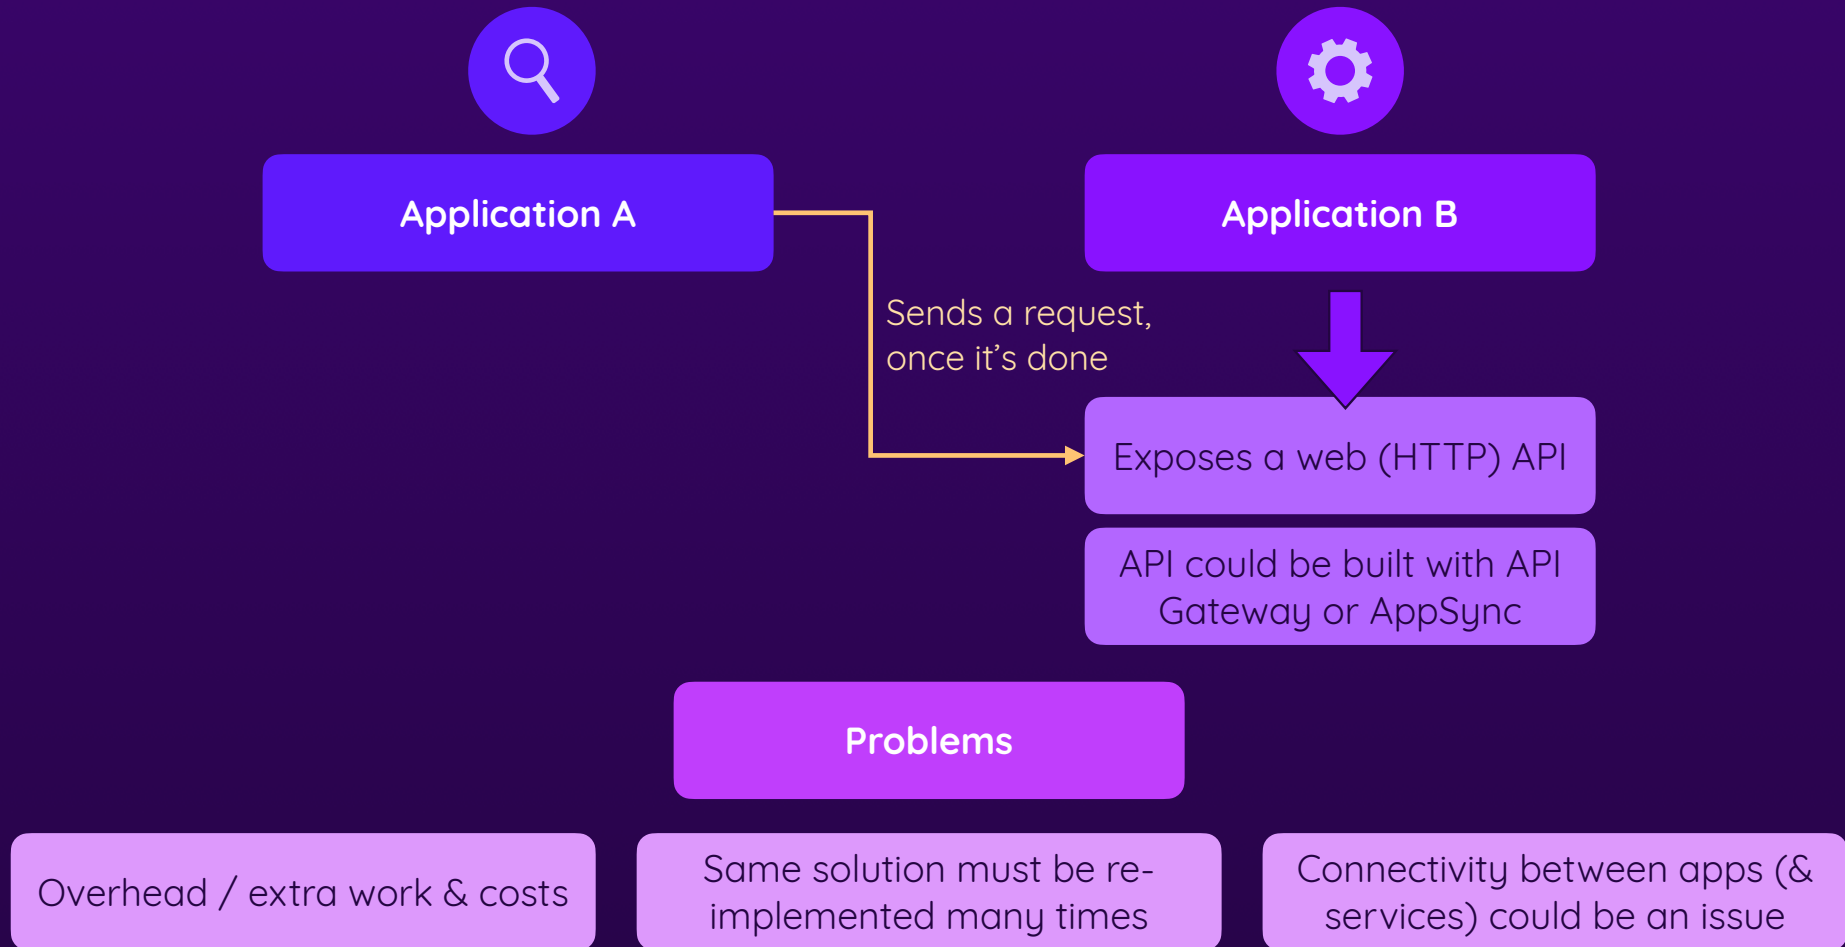 Application A
Application B
Sends a request,
once it’s done
Exposes a web (HTTP) API
API could be built with API
Gateway or AppSync
Problems
Overhead / extra work & costs
Same solution must be re-
implemented many times
Connectivity between apps (&
services) could be an issue